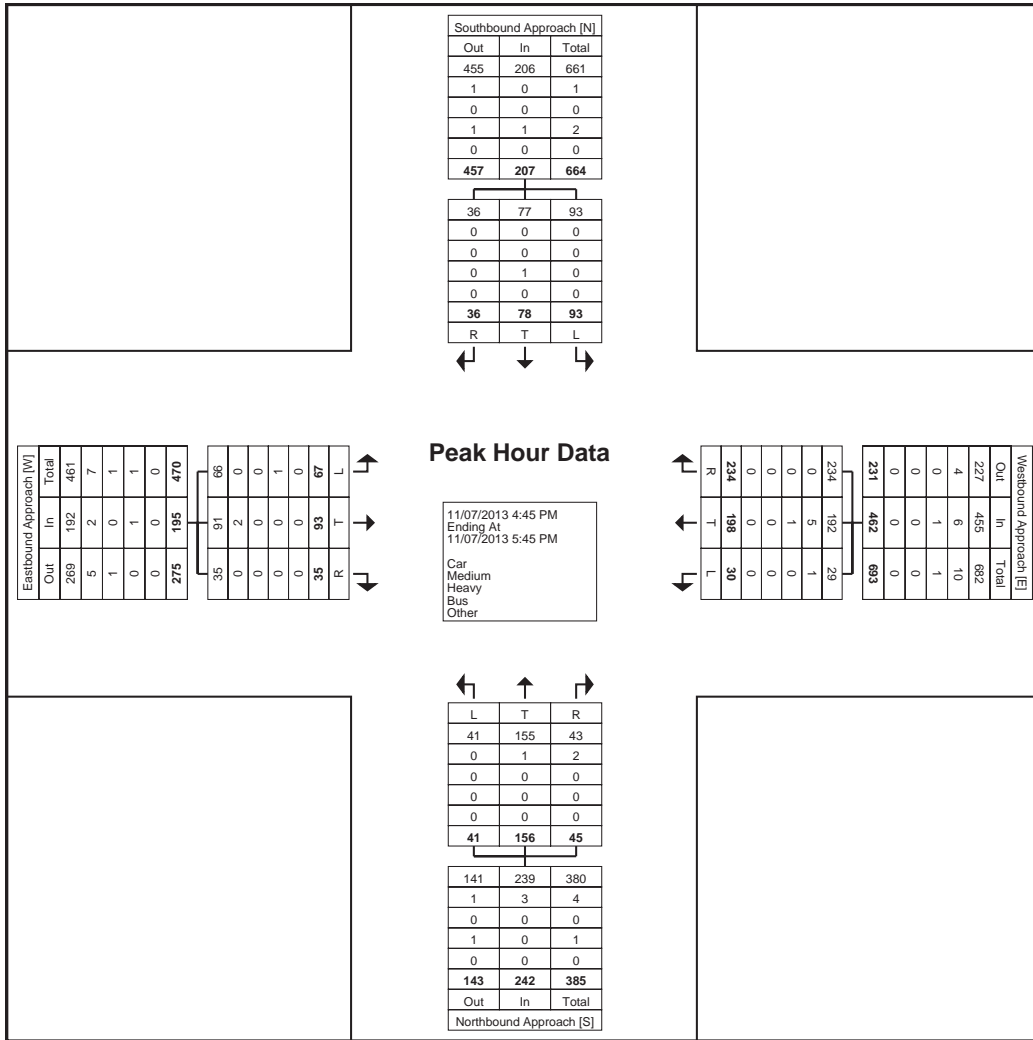 Southbound Approach [N]
Out In Total
455 206 661
1 0 1
0 0 0
1 1 2
0 0 0
457 207 664
36 77 93
0 0 0
0 0 0
0 1 0
0 0 0
36 78 93
R T L
Eastbound Approach [W]
Out In Total
269 192 461
5 2 7
1 0 1
0 1 1
0 0 0
275 195 470
35 91 66
0 2 0
0 0 0
0 0 1
0 0 0
35 93 67
R T L
Peak Hour Data
11/07/2013 4:45 PM
Ending At
11/07/2013 5:45 PM
Car
Medium
Heavy
Bus
Other
Westbound Approach [E]
Out In Total
227 455 682
4 6 10
0 1 1
0 0 0
0 0 0
231 462 693
234 192 29
0 5 1
0 1 0
0 0 0
0 0 0
234 198 30
R T L
L T R
41 155 43
0 1 2
0 0 0
0 0 0
0 0 0
41 156 45
141 239 380
1 3 4
0 0 0
1 0 1
0 0 0
143 242 385
Out In Total
Northbound Approach [S]